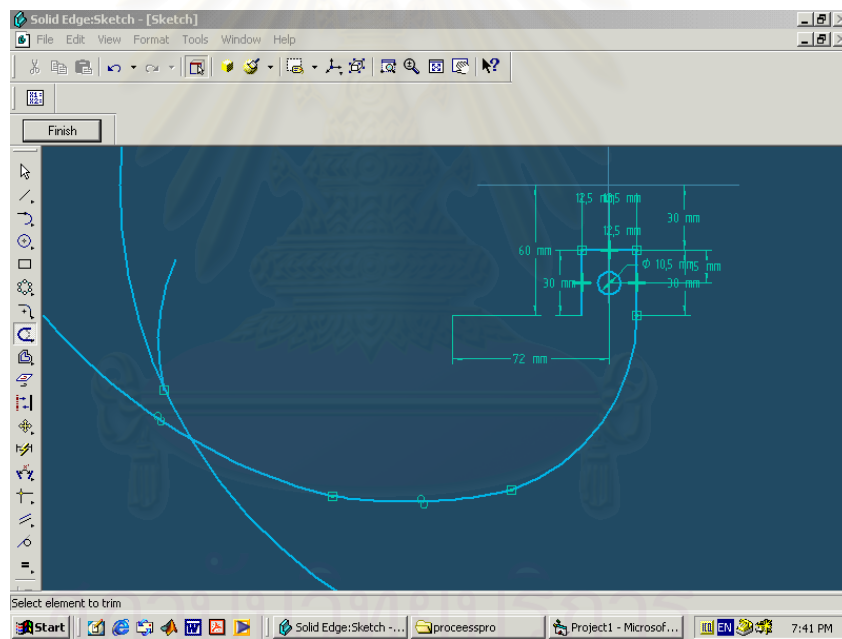 Solid Edge:Sketch - [Sketch]
File Edit View Format Tools Window Help
Finish
12,5 mm
30 mm
12,5 mm
60 mm
Φ 10,5 mm
30 mm
30 mm
72 mm
Select element to trim
Start Solid Edge:Sketch -... proceesspro Project1 - Microsof... EN 7:41 PM